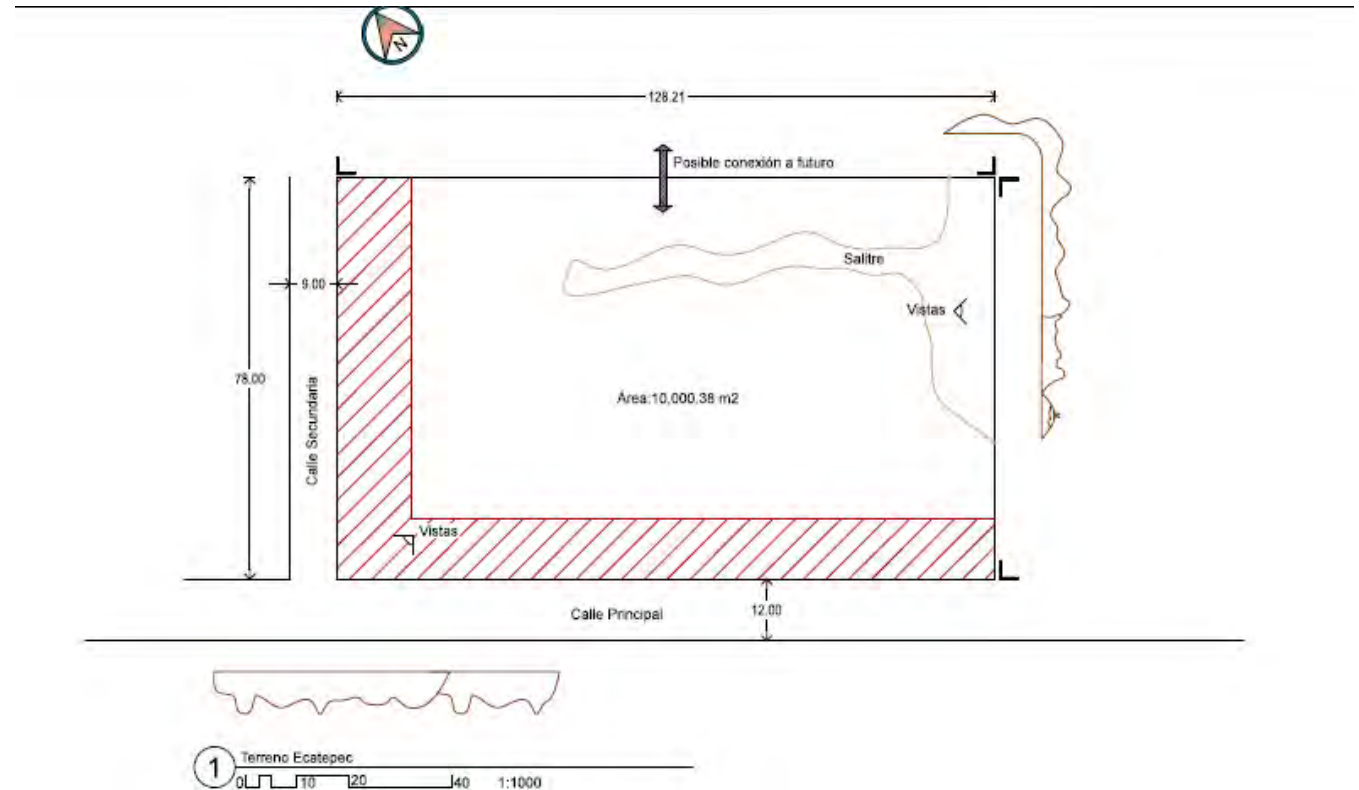 N
128.21
Posible conexión a futuro
Salitre
9.00
Vistas
78.00
Área:10,000.38 m2
Calle Secundaria
Vistas
Calle Principal
12.00
1
Terreno Ecatepec
0 10 20 40 1:1000